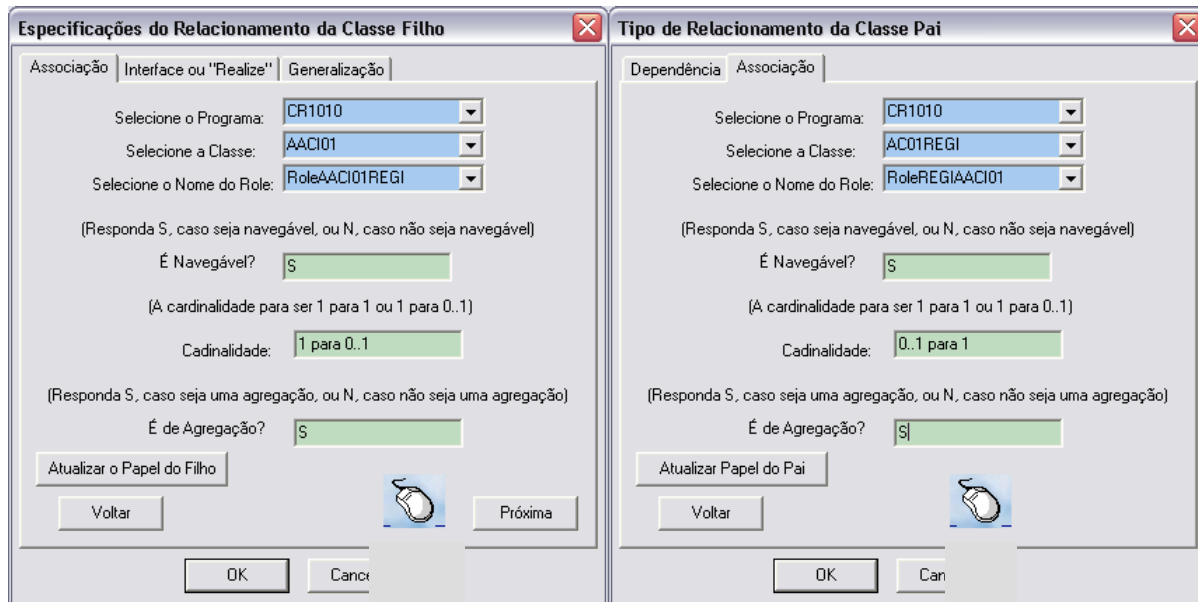 Especificações do Relacionamento da Classe Filho
Associação
Interface ou "Realize"
Generalização
Selecione o Programa:
CR1010
Selecione a Classe:
AACI01
Selecione o Nome do Role:
RoleAACI01REGI
(Responda S, caso seja navegável, ou N, caso não seja navegável)
É Navegável?
S
(A cardinalidade para ser 1 para 1 ou 1 para 0..1)
Cadinalidade:
1 para 0..1
(Responda S, caso seja uma agregação, ou N, caso não seja uma agregação)
É de Agregação?
S
Atualizar o Papel do Filho
Voltar
Próxima
OK
Cance
Tipo de Relacionamento da Classe Pai
Dependência
Associação
Selecione o Programa:
CR1010
Selecione a Classe:
AC01REGI
Selecione o Nome do Role:
RoleREGIAACI01
(Responda S, caso seja navegável, ou N, caso não seja navegável)
É Navegável?
S
(A cardinalidade para ser 1 para 1 ou 1 para 0..1)
Cadinalidade:
0..1 para 1
(Responda S, caso seja uma agregação, ou N, caso não seja uma agregação)
É de Agregação?
S
Atualizar Papel do Pai
Voltar
OK
Can